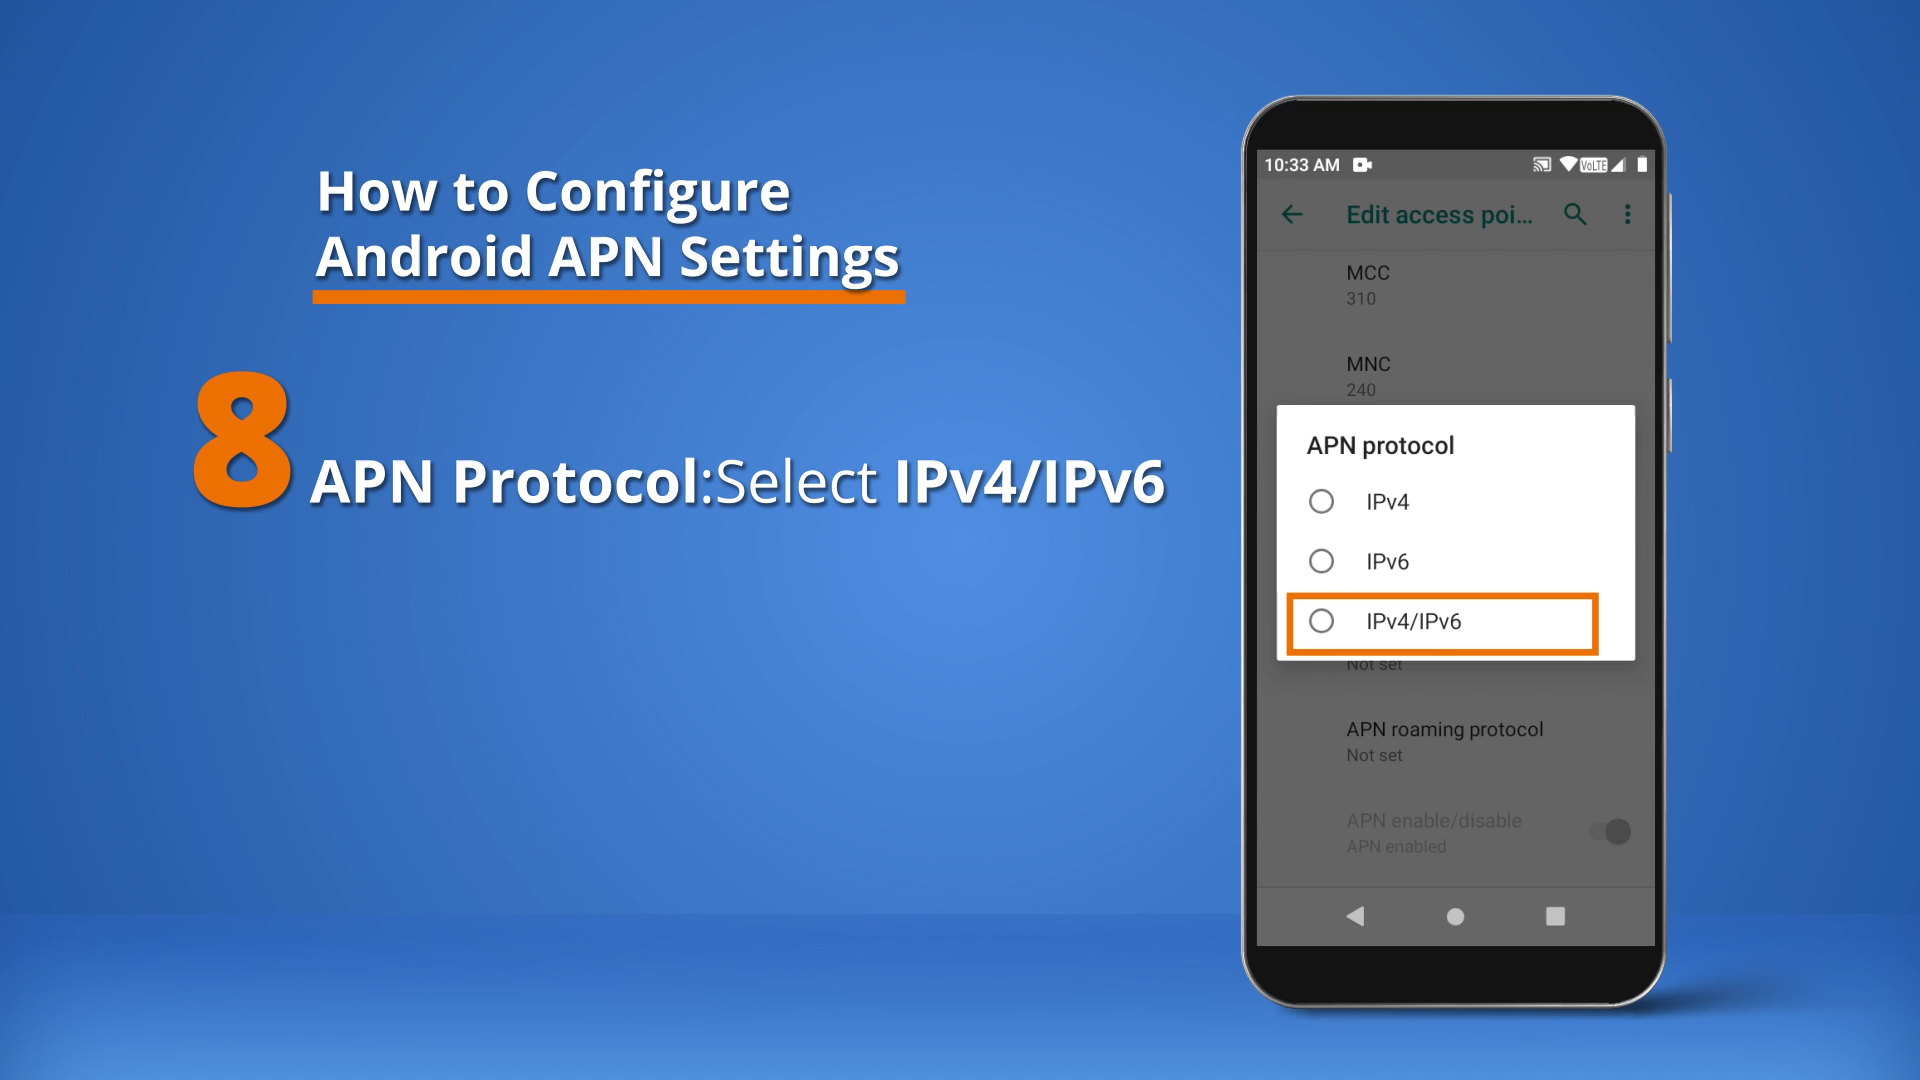 How to Configure
Android APN Settings
8 APN Protocol:Select IPv4/IPv6
10:33 AM VoLTE
Edit access poi...
MCC
310
MNC
240
APN protocol
IPv4
IPv6
IPv4/IPv6
Not set
APN roaming protocol
Not set
APN enable/disable
APN enabled